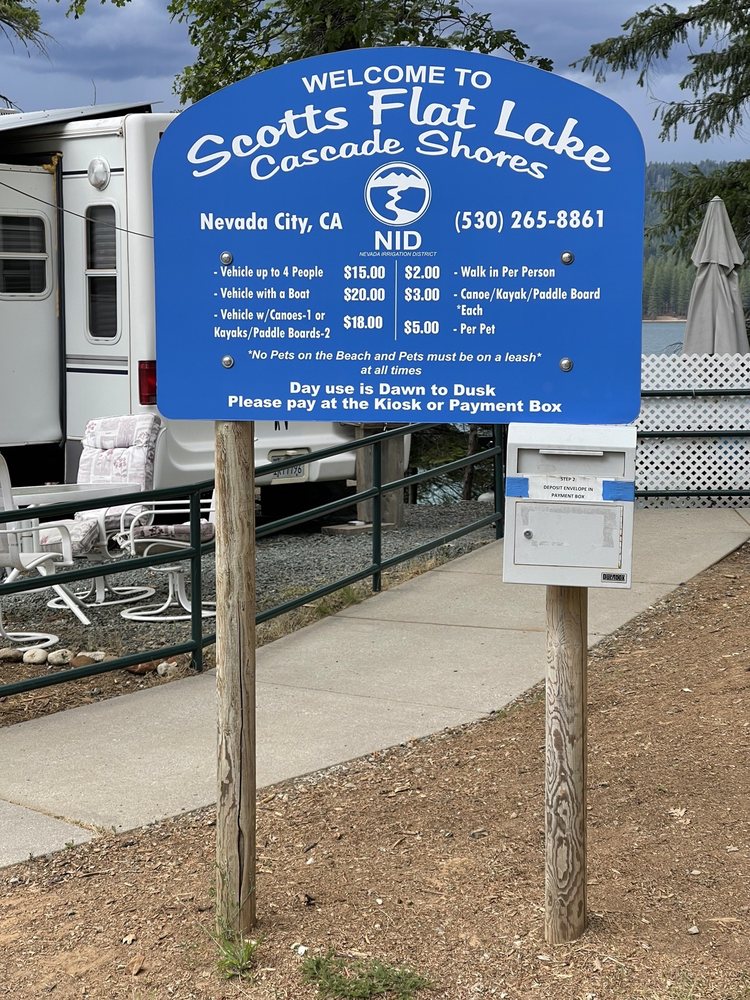 WELCOME TO
Scotts Flat Lake
Cascade Shores
Nevada City, CA
(530) 265-8861
NID
NEVADA IRRIGATION DISTRICT
- Vehicle up to 4 People $15.00
- Vehicle with a Boat $20.00
- Vehicle w/Canoes-1 or
Kayaks/Paddle Boards-2 $18.00
$2.00 - Walk in Per Person
$3.00 - Canoe/Kayak/Paddle Board
*Each
$5.00 - Per Pet
*No Pets on the Beach and Pets must be on a leash*
at all times
Day use is Dawn to Dusk
Please pay at the Kiosk or Payment Box
STEP 2:
DEPOSIT ENVELOPE IN
PAYMENT BOX